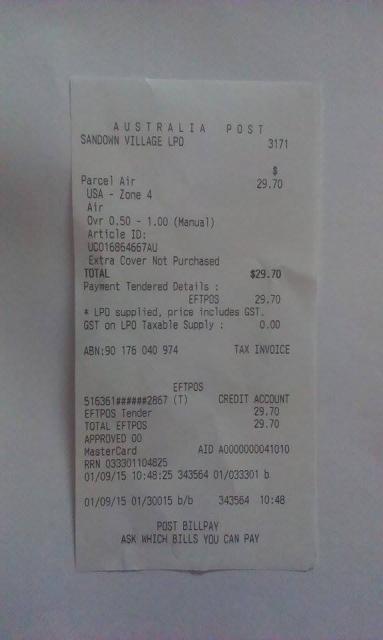 AUSTRALIA POST
SANDOWN VILLAGE LPO 3171
$
Parcel Air 29.70
USA - Zone 4
Air
Ovr 0.50 - 1.00 (Manual)
Article ID:
UC016864667AU
Extra Cover Not Purchased
TOTAL $29.70
Payment Tendered Details :
EFTPOS 29.70
* LPO supplied, price includes GST.
GST on LPO Taxable Supply : 0.00
ABN:90 176 040 974 TAX INVOICE
EFTPOS
516361######2867 (T) CREDIT ACCOUNT
EFTPOS Tender 29.70
TOTAL EFTPOS 29.70
APPROVED 00
MasterCard AID A0000000041010
RRN 033301104825
01/09/15 10:48:25 343564 01/033301 b
01/09/15 01/30015 b/b 343564 10:48
POST BILLPAY
ASK WHICH BILLS YOU CAN PAY